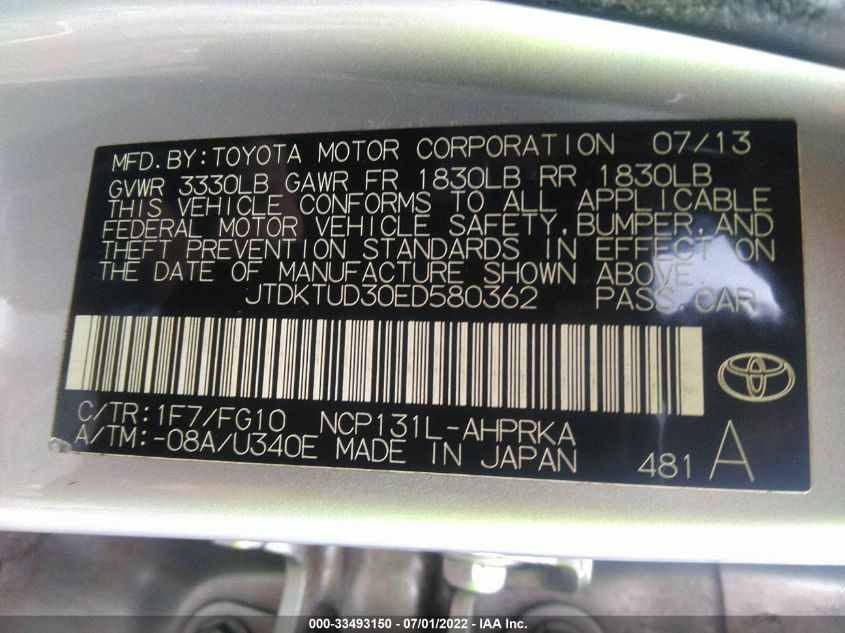 MFD. BY: TOYOTA MOTOR CORPORATION 07/13
GVWR 3330LB GAWR FR 1830LB RR 1830LB
THIS VEHICLE CONFORMS TO ALL APPLICABLE
FEDERAL MOTOR VEHICLE SAFETY, BUMPER, AND
THEFT PREVENTION STANDARDS IN EFFECT ON
THE DATE OF MANUFACTURE SHOWN ABOVE.
JTDKTUD30ED580362 PASS. CAR
C/TR: 1F7/FG10 NCP131L-AHPRKA
A/TM: -08A/U340E MADE IN JAPAN 481 A
000-33493150 - 07/01/2022 - IAA Inc.